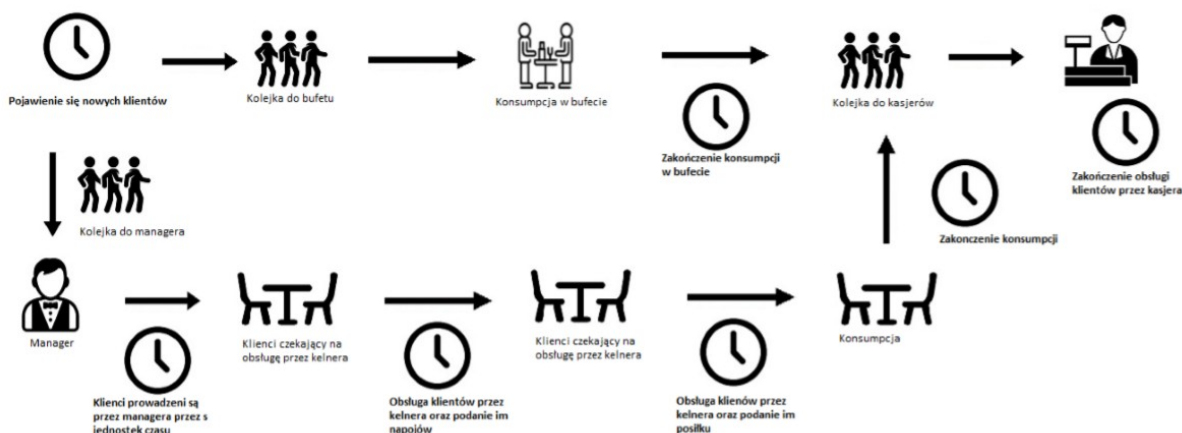 Pojawienie się nowych klientów
Kolejka do bufetu
Konsumpcja w bufecie
Kolejka do kasjerów
Zakończenie konsumpcji
w bufecie
Zakończenie obsługi
klientów przez kasjera
Kolejka do managera
Zakonczenie konsumpcji
Manager
Klienci czekający na
obsługę przez kelnera
Klienci czekający na
obsługę przez kelnera
Konsumpcja
Klienci prowadzeni są
przez managera przez s
jednostek czasu
Obsługa klientów przez
kelnera oraz podanie im
napojów
Obsługa klienów przez
kelnera oraz podanie im
posiłku